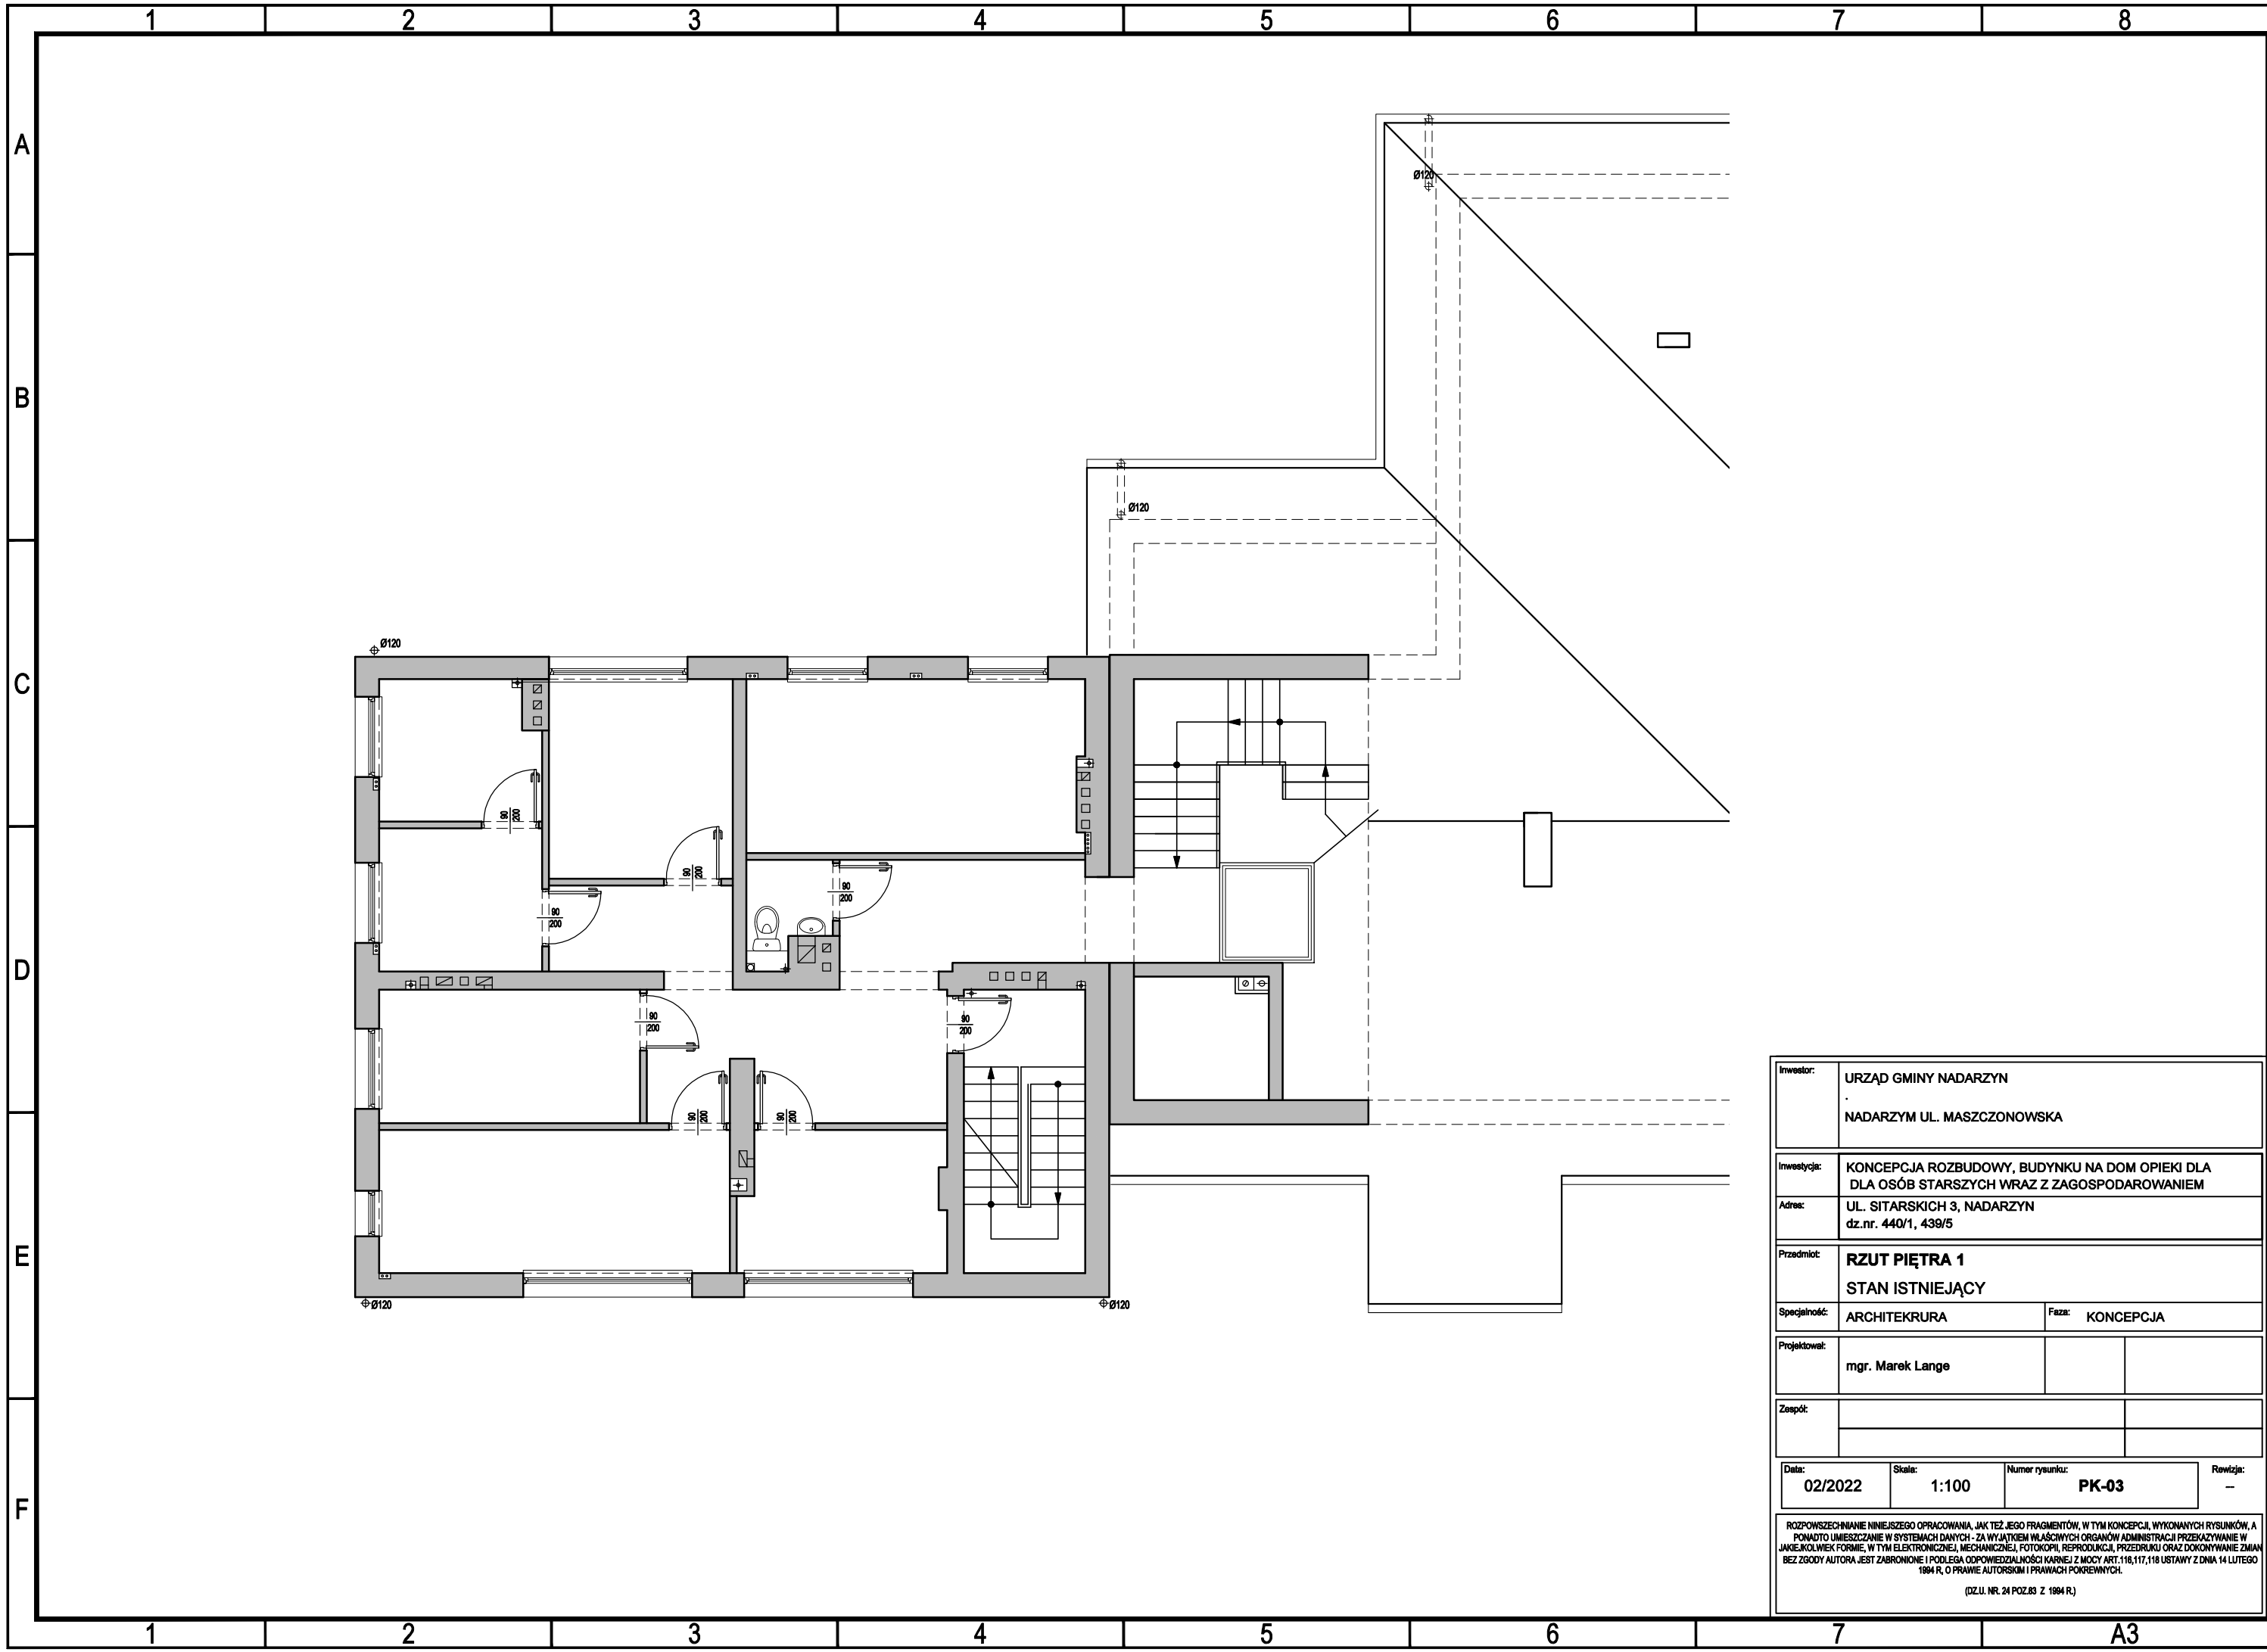 1 2 3 4 5 6 7 8
A
B
C
D
E
F
Ø120
Ø120
Ø120
90
200
90
200
90
200
90
200
90
200
90
200
90
200
90
200
Ø120
Ø120
Inwestor:
URZĄD GMINY NADARZYN
.
NADARZYM UL. MASZCZONOWSKA
Inwestycja:
KONCEPCJA ROZBUDOWY, BUDYNKU NA DOM OPIEKI DLA
DLA OSÓB STARSZYCH WRAZ Z ZAGOSPODAROWANIEM
Adres:
UL. SITARSKICH 3, NADARZYN
dz.nr. 440/1, 439/5
Przedmiot:
RZUT PIĘTRA 1
STAN ISTNIEJĄCY
Specjalność: ARCHITEKRURA Faza: KONCEPCJA
Projektował:
mgr. Marek Lange
Zespół:
Data: Skala: Numer rysunku: Rewizja:
02/2022 1:100 PK-03 –
ROZPOWSZECHNIANIE NINIEJSZEGO OPRACOWANIA, JAK TEŻ JEGO FRAGMENTÓW, W TYM KONCEPCJI, WYKONANYCH RYSUNKÓW, A
PONADTO UMIESZCZANIE W SYSTEMACH DANYCH - ZA WYJĄTKIEM WŁAŚCIWYCH ORGANÓW ADMINISTRACJI PRZEKAZYWANIE W
JAKIEJKOLWIEK FORMIE, W TYM ELEKTRONICZNEJ, MECHANICZNEJ, FOTOKOPII, REPRODUKCJI, PRZEDRUKU ORAZ DOKONYWANIE ZMIAN
BEZ ZGODY AUTORA JEST ZABRONIONE I PODLEGA ODPOWIEDZIALNOŚCI KARNEJ Z MOCY ART.116,117,118 USTAWY Z DNIA 14 LUTEGO
1994 R, O PRAWIE AUTORSKIM I PRAWACH POKREWNYCH.
(DZ.U. NR. 24 POZ.83 Z 1994 R.)
1 2 3 4 5 6 7 A3